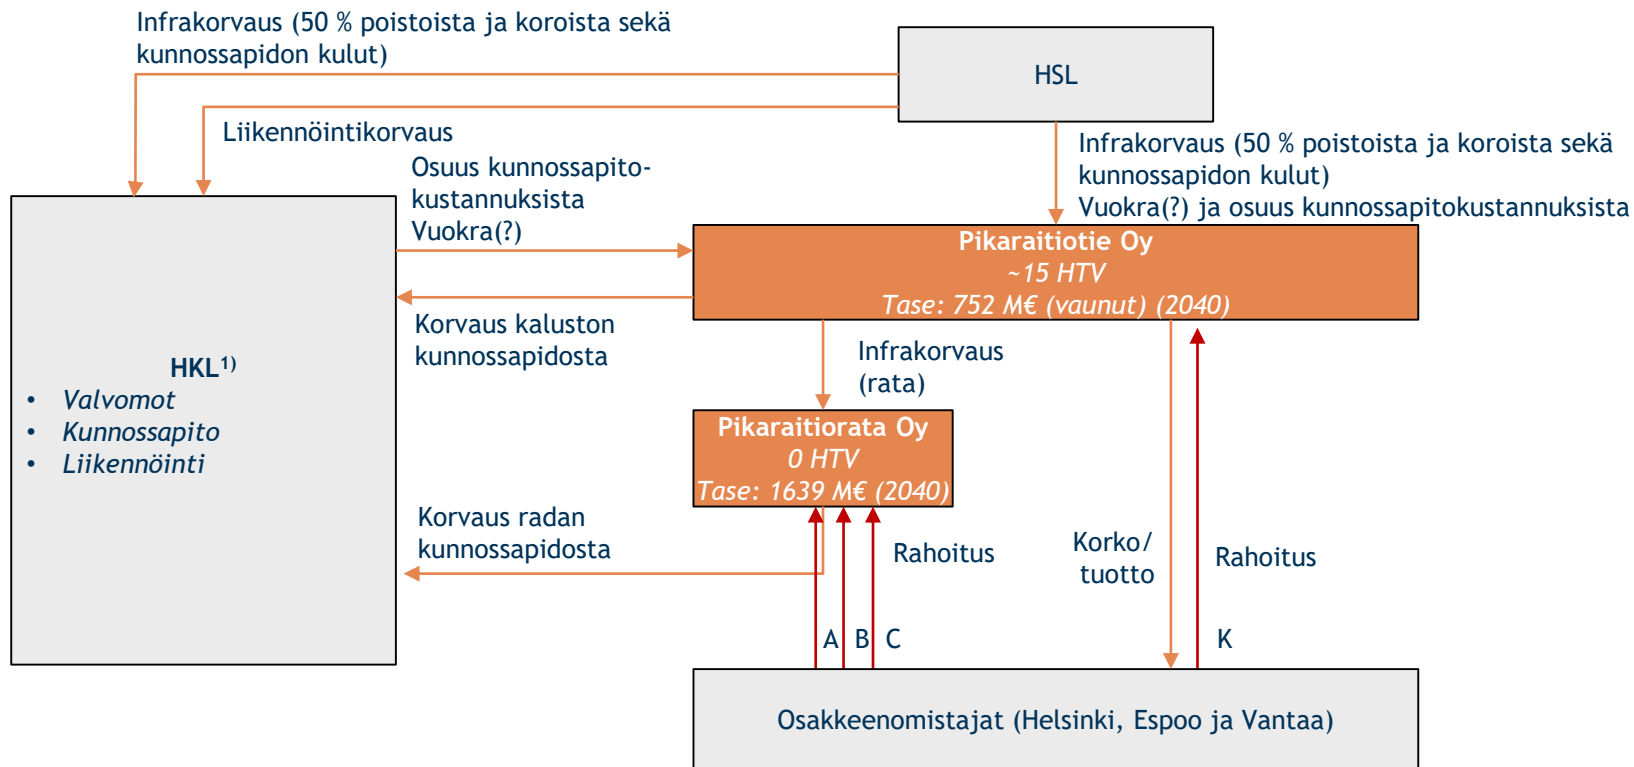 Infrakorvaus (50 % poistoista ja koroista sekä
kunnossapidon kulut)
HSL
Liikennöintikorvaus
Infrakorvaus (50 % poistoista ja koroista sekä
kunnossapidon kulut)
Vuokra(?) ja osuus kunnossapitokustannuksista
Osuus kunnossapito-
kustannuksista
Vuokra(?)
Pikaraitiotie Oy
~15 HTV
Tase: 752 M€ (vaunut) (2040)
Korvaus kaluston
kunnossapidosta
Infrakorvaus
(rata)
HKL¹⁾
• Valvomot
• Kunnossapito
• Liikennöinti
Pikaraitiorata Oy
0 HTV
Tase: 1639 M€ (2040)
Korvaus radan
kunnossapidosta
Rahoitus
Korko/
tuotto
Rahoitus
A B C
K
Osakkeenomistajat (Helsinki, Espoo ja Vantaa)